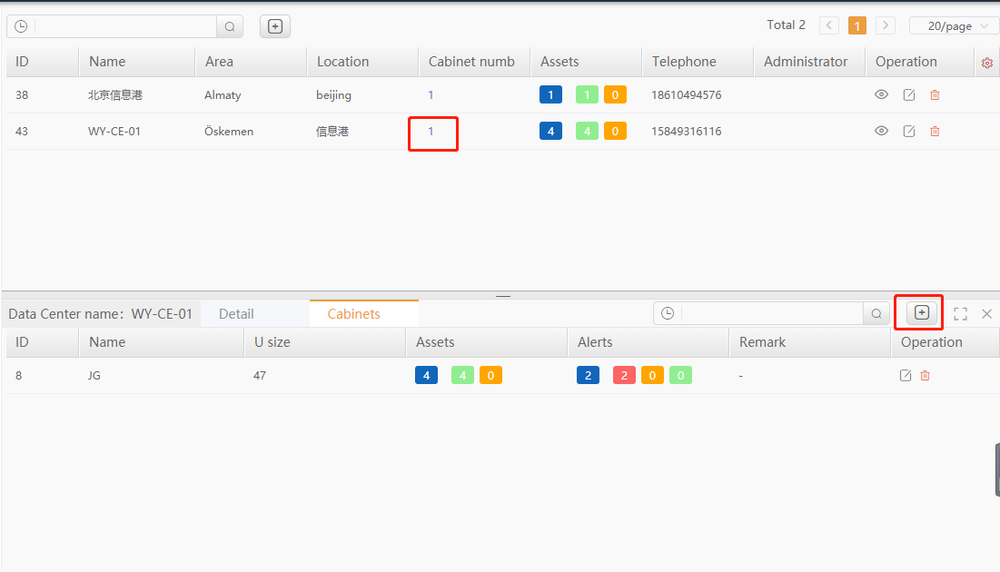 Total 2 1 20/page
ID Name Area Location Cabinet numb Assets Telephone Administrator Operation
38 北京信息港 Almaty beijing 1 1 1 0 18610494576
43 WY-CE-01 Öskemen 信息港 1 4 4 0 15849316116
Data Center name: WY-CE-01 Detail Cabinets
ID Name U size Assets Alerts Remark Operation
8 JG 47 4 4 0 2 2 0 0 -